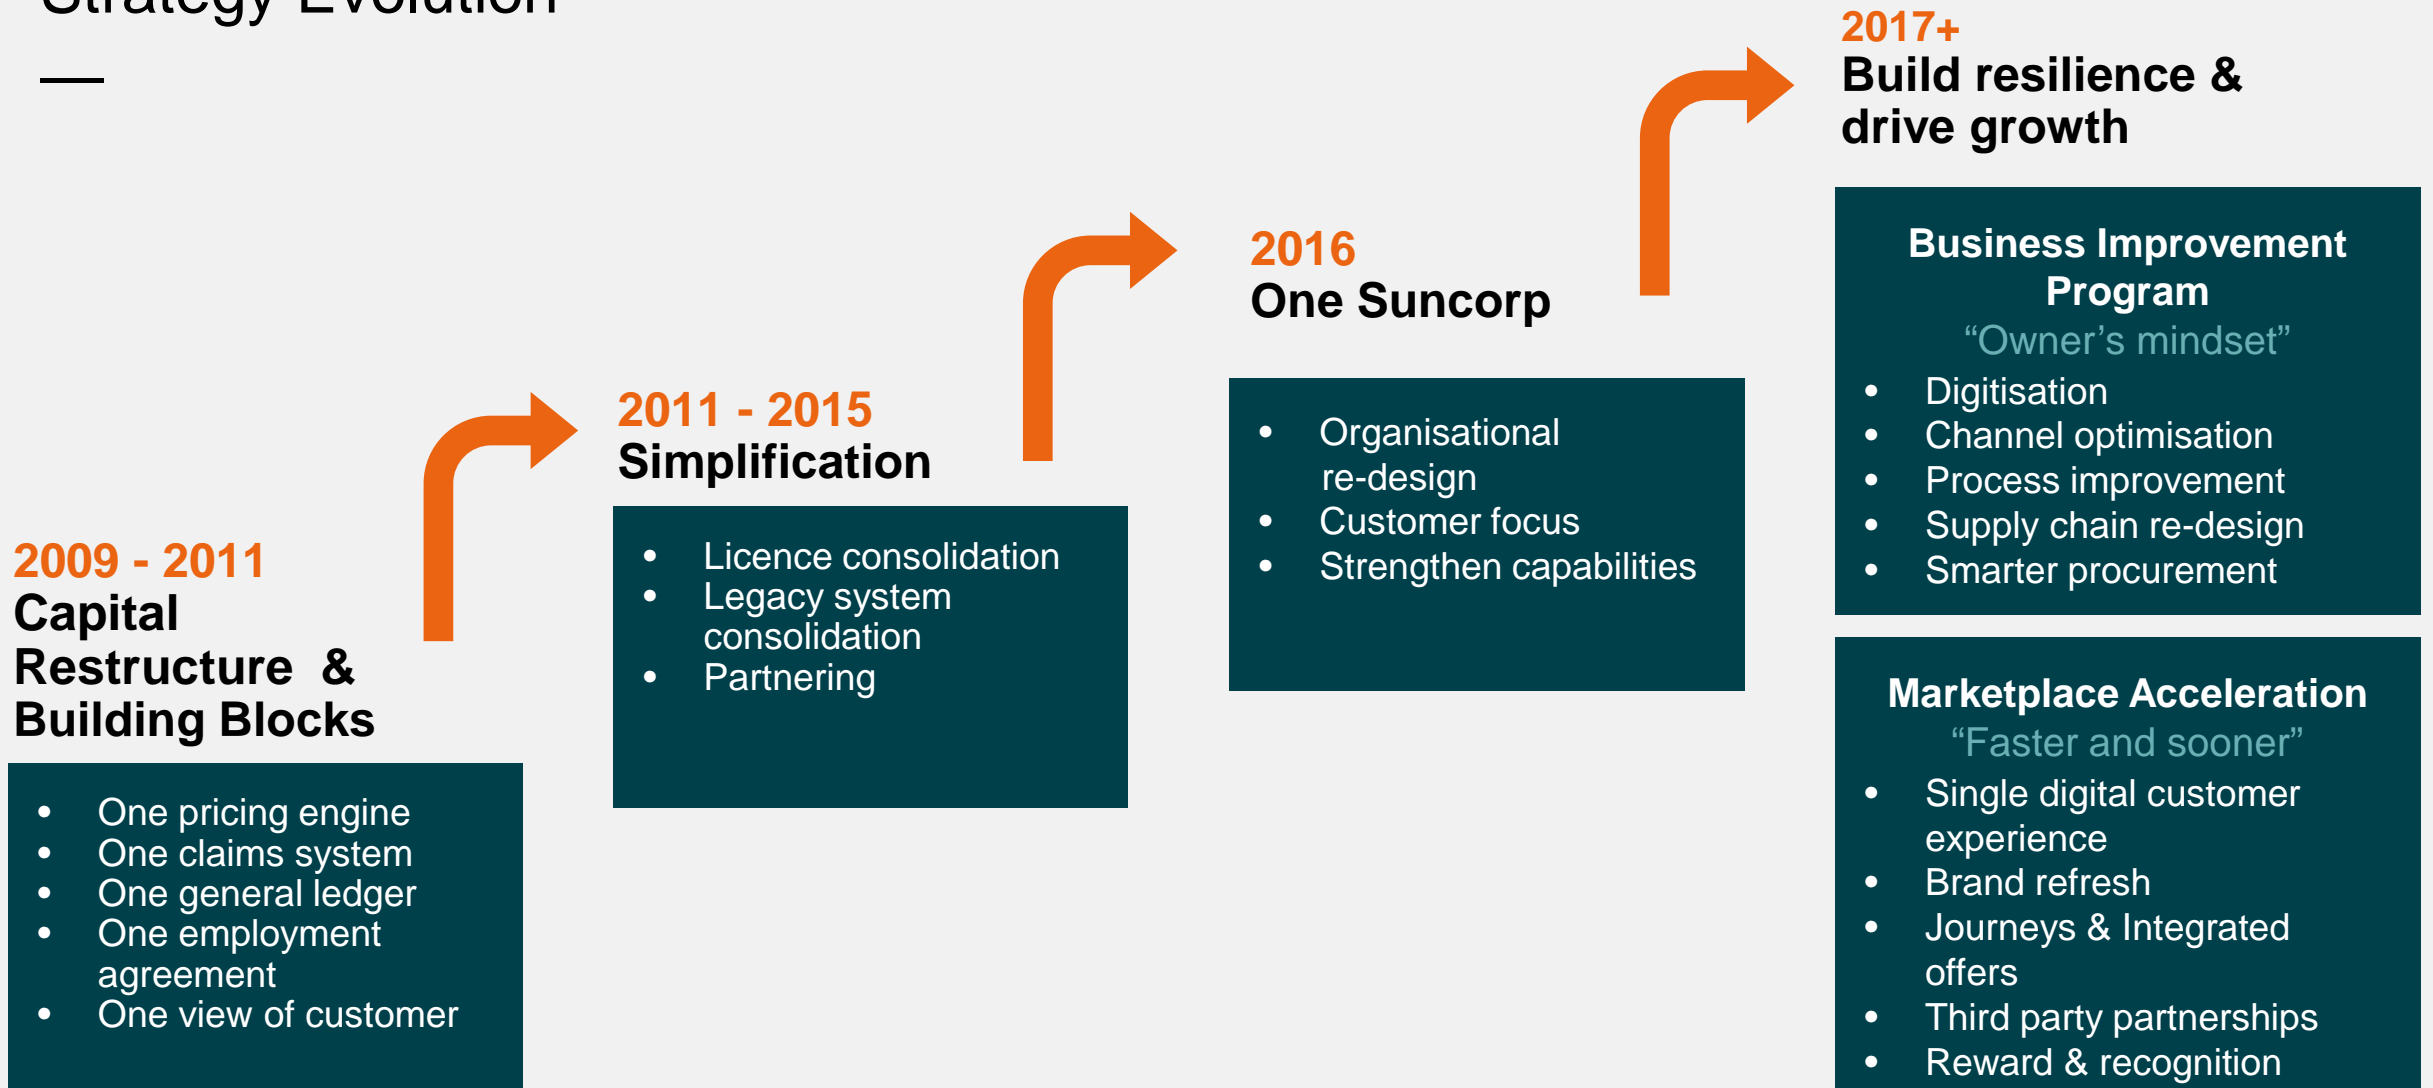 Strategy Evolution
2009 - 2011
Capital
Restructure & 
Building Blocks
• One pricing engine
• One claims system
• One general ledger
• One employment
agreement
• One view of customer
2011 - 2015
Simplification
• Licence consolidation
• Legacy system
consolidation
• Partnering
2016
One Suncorp
• Organisational
re-design
• Customer focus
• Strengthen capabilities
2017+
Build resilience &
drive growth
Business Improvement
Program
“Owner’s mindset”
• Digitisation
• Channel optimisation
• Process improvement
• Supply chain re-design
• Smarter procurement
Marketplace Acceleration
“Faster and sooner”
• Single digital customer
experience
• Brand refresh
• Journeys & Integrated
offers
• Third party partnerships
• Reward & recognition